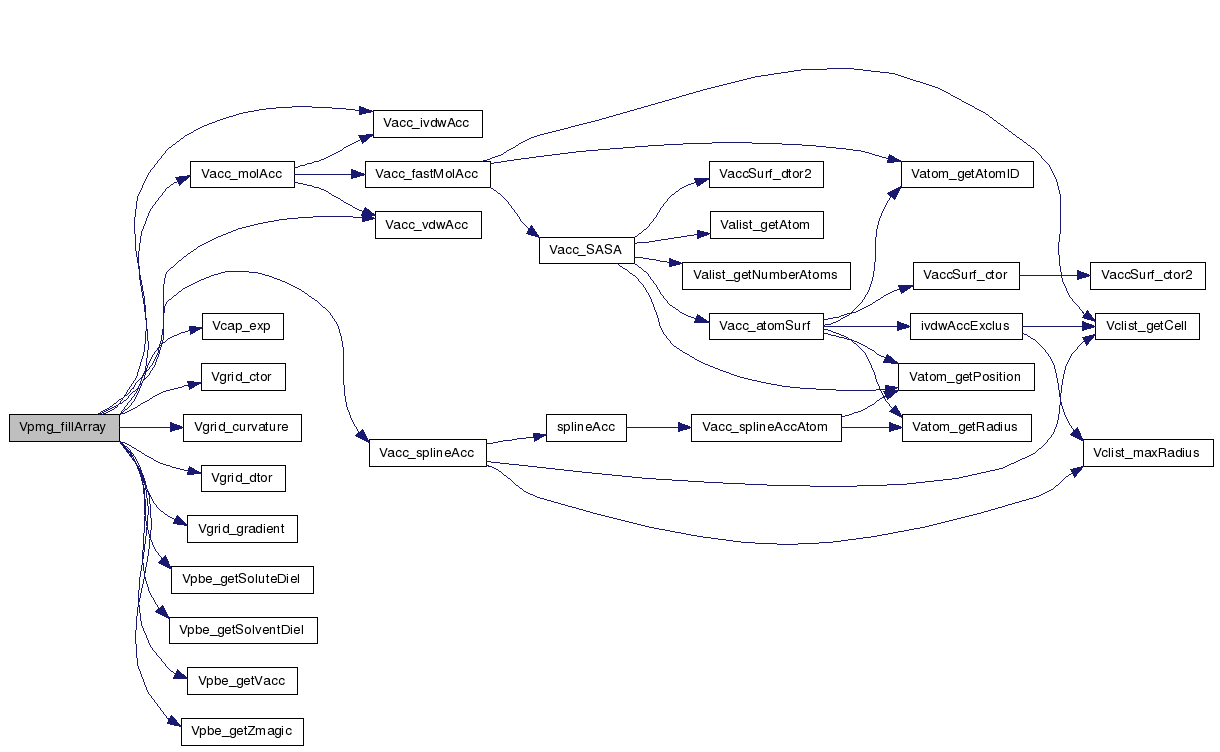 Vacc_ivdwAcc
Vacc_molAcc
Vacc_fastMolAcc
VaccSurf_dtor2
Vatom_getAtomID
Vacc_vdwAcc
Valist_getAtom
Vacc_SASA
Valist_getNumberAtoms
VaccSurf_ctor
VaccSurf_ctor2
Vcap_exp
Vacc_atomSurf
ivdwAccExclus
Vclist_getCell
Vgrid_ctor
Vatom_getPosition
Vpmg_fillArray
Vgrid_curvature
splineAcc
Vacc_splineAccAtom
Vatom_getRadius
Vacc_splineAcc
Vclist_maxRadius
Vgrid_dtor
Vgrid_gradient
Vpbe_getSoluteDiel
Vpbe_getSolventDiel
Vpbe_getVacc
Vpbe_getZmagic